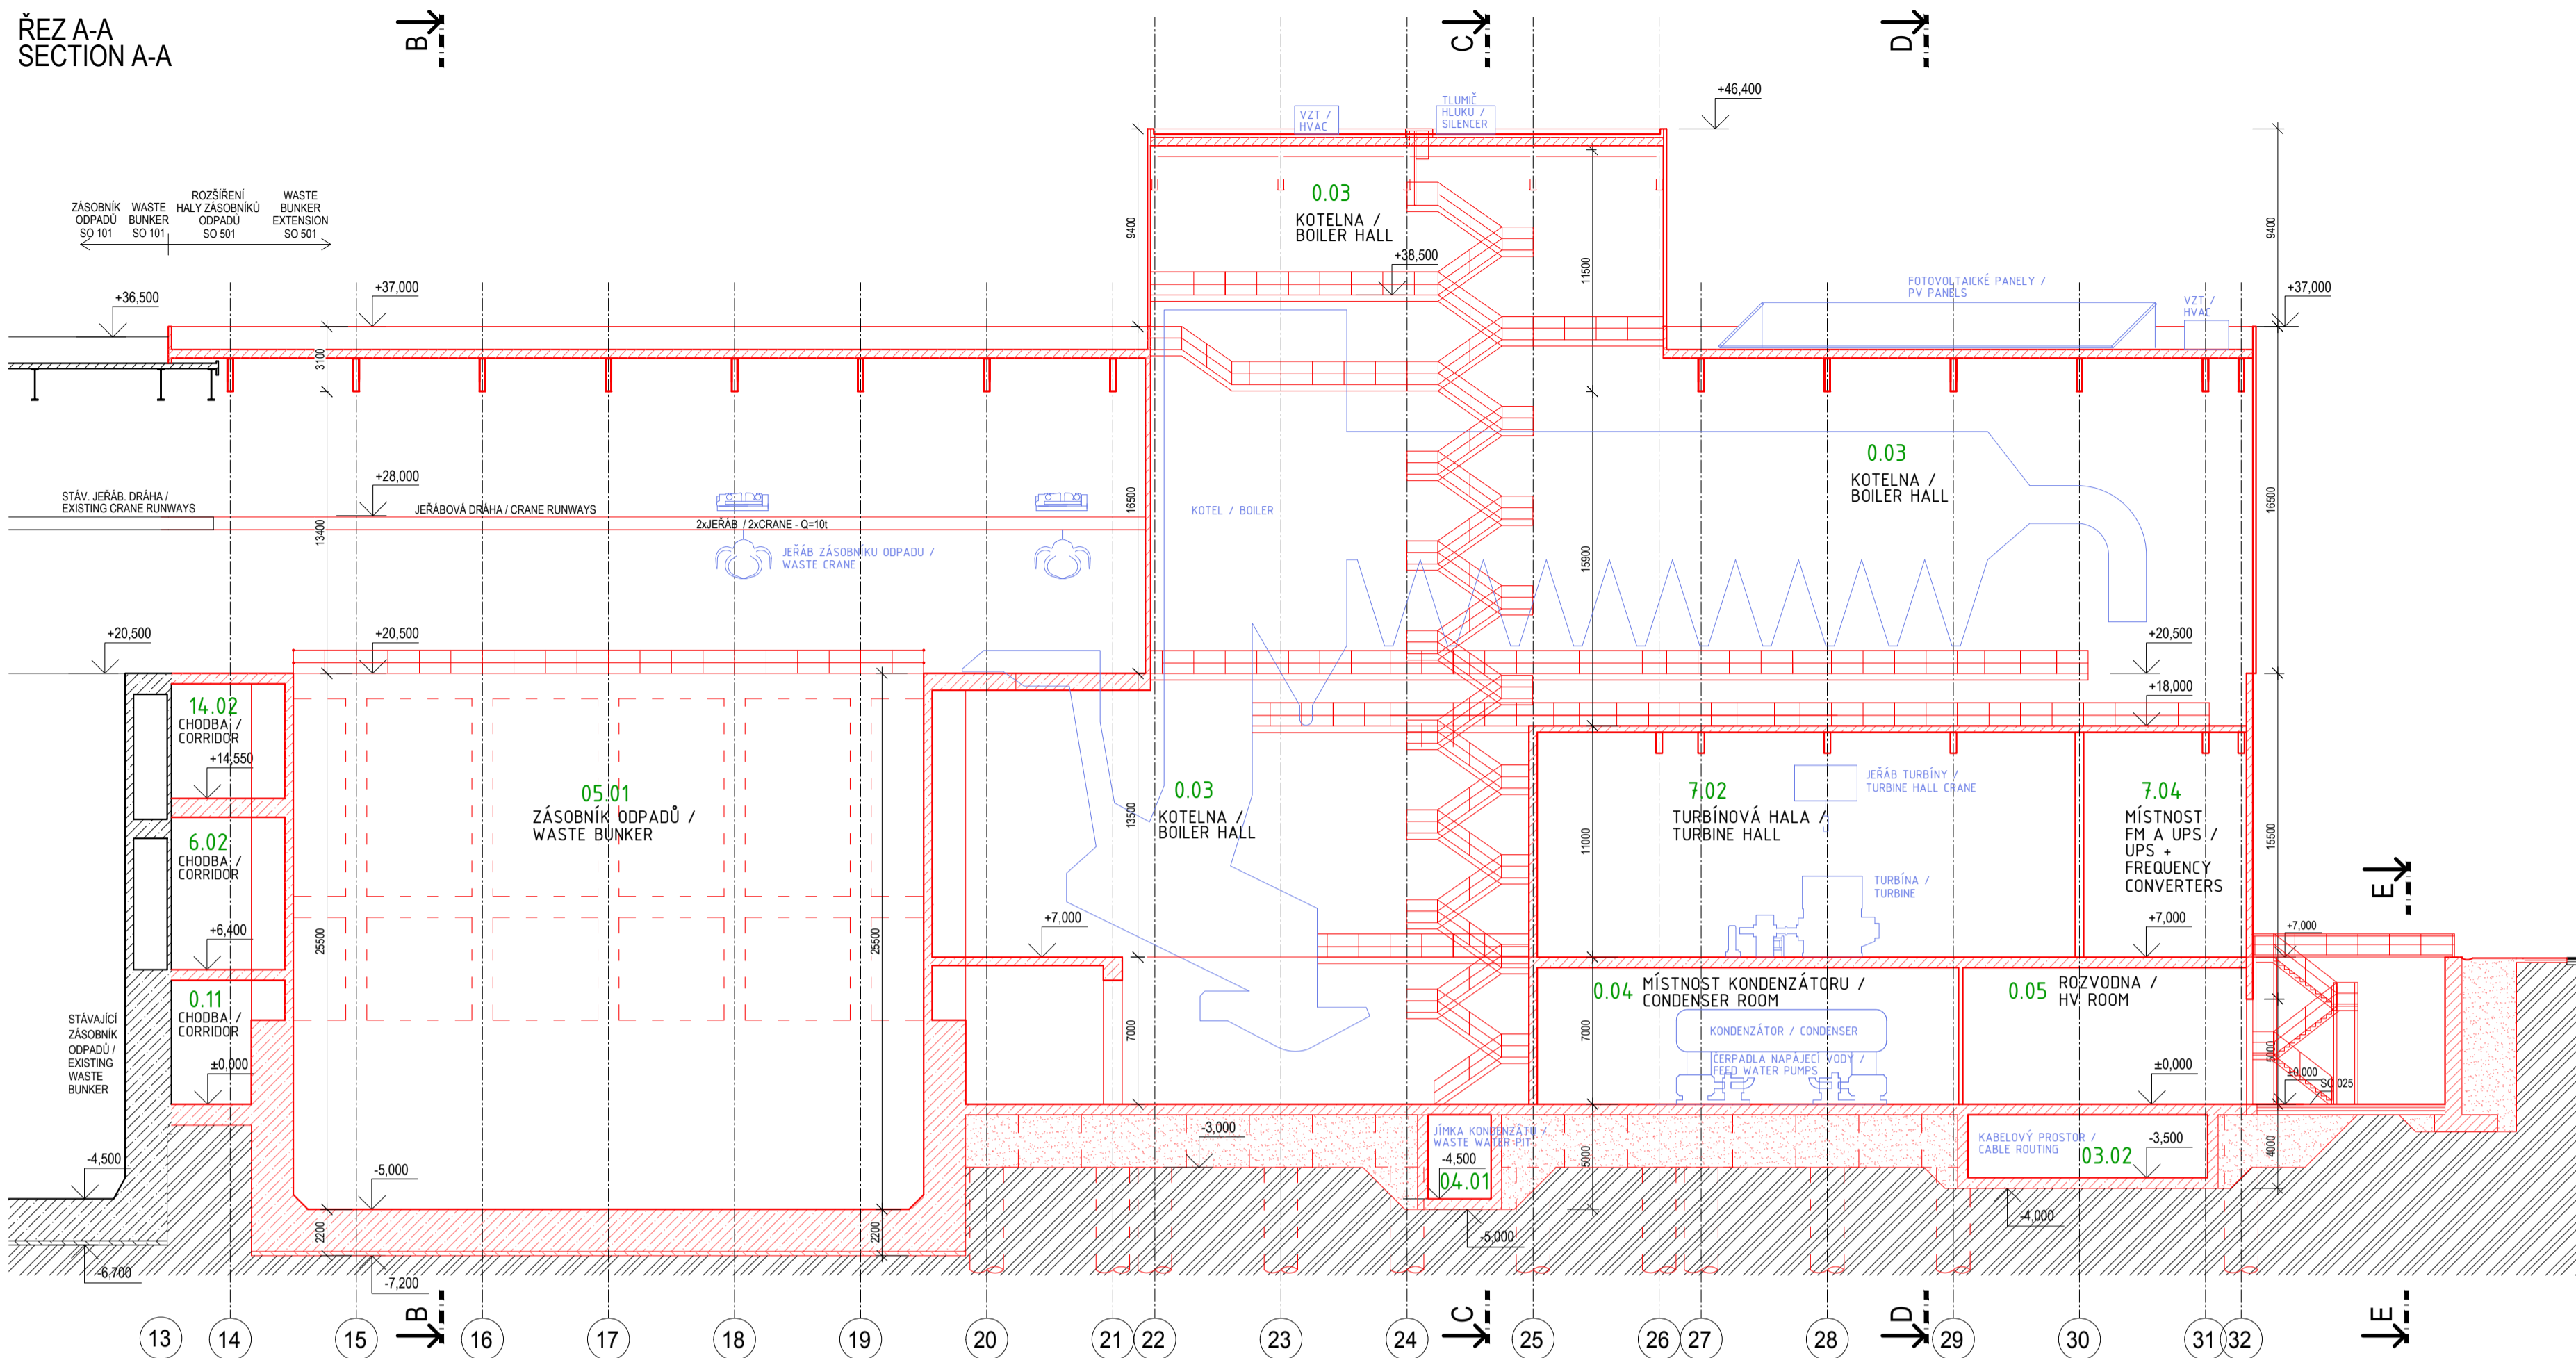 ŘEZ A-A
SECTION A-A
B
C
D
+46,400
VZT /
HVAC
TLUMIČ
HLUKU /
SILENCER
ZÁSOBNÍK
ODPADŮ
SO 101
WASTE
BUNKER
SO 101
ROZŠÍŘENÍ
HALY ZÁSOBNÍKŮ
ODPADŮ
SO 501
WASTE
BUNKER
EXTENSION
SO 501
0.03
KOTELNA /
BOILER HALL
+38,500
9400
11500
9400
+36,500
+37,000
FOTOVOLTAICKÉ PANELY /
PV PANELS
VZT /
HVAC
+37,000
3100
+28,000
STÁV. JEŘÁB. DRÁHA /
EXISTING CRANE RUNWAYS
JEŘÁBOVÁ DRÁHA / CRANE RUNWAYS
2xJEŘÁB / 2xCRANE - Q=10t
JEŘÁB ZÁSOBNÍKU ODPADU /
WASTE CRANE
13400
16500
KOTEL / BOILER
15900
0.03
KOTELNA /
BOILER HALL
16500
+20,500
+20,500
+20,500
+18,000
14.02
CHODBA /
CORRIDOR
+14,550
6.02
CHODBA /
CORRIDOR
+6,400
0.11
CHODBA /
CORRIDOR
±0,000
STÁVAJÍCÍ
ZÁSOBNÍK
ODPADŮ /
EXISTING
WASTE
BUNKER
05.01
ZÁSOBNÍK ODPADŮ /
WASTE BUNKER
25500
25500
+7,000
13500
0.03
KOTELNA /
BOILER HALL
7000
11000
7.02
TURBÍNOVÁ HALA /
TURBINE HALL
JEŘÁB TURBÍNY /
TURBINE HALL CRANE
TURBÍNA /
TURBINE
7.04
MÍSTNOST
FM A UPS /
UPS +
FREQUENCY
CONVERTERS
+7,000
15500
E
+7,000
0.04
MÍSTNOST KONDENZÁTORU /
CONDENSER ROOM
KONDENZÁTOR / CONDENSER
ČERPADLA NAPÁJECÍ VODY /
FEED WATER PUMPS
7000
0.05
ROZVODNA /
HV ROOM
±0,000
5000
±0,000
SO 025
-4,500
-5,000
-3,000
JÍMKA KONDENZÁTU /
WASTE WATER PIT
-4,500
04.01
5000
KABELOVÝ PROSTOR /
CABLE ROUTING
-3,500
03.02
4000
2200
2200
-6,700
-7,200
-5,000
-4,000
B
C
D
E
13
14
15
16
17
18
19
20
21
22
23
24
25
26
27
28
29
30
31
32